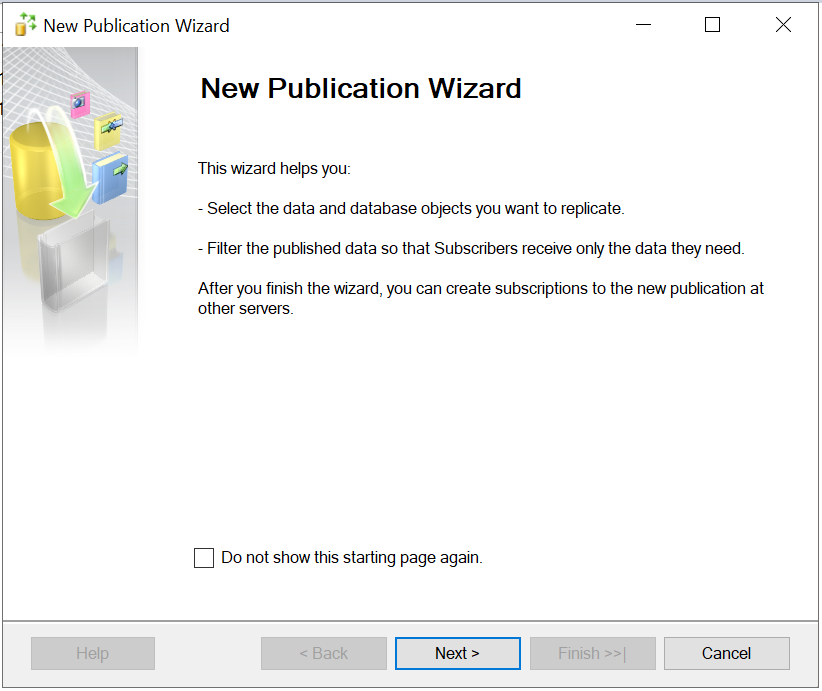 New Publication Wizard
New Publication Wizard
This wizard helps you:
- Select the data and database objects you want to replicate.
- Filter the published data so that Subscribers receive only the data they need.
After you finish the wizard, you can create subscriptions to the new publication at
other servers.
Do not show this starting page again.
Help
< Back
Next >
Finish >>|
Cancel